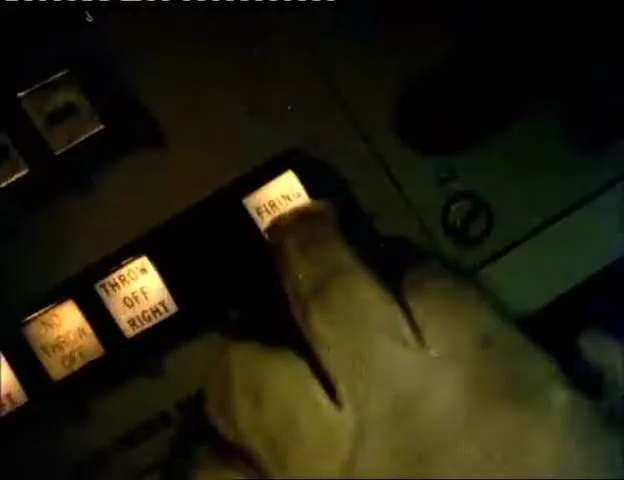 FIRING
THROW
OFF
RIGHT
NO
THROW
OFF